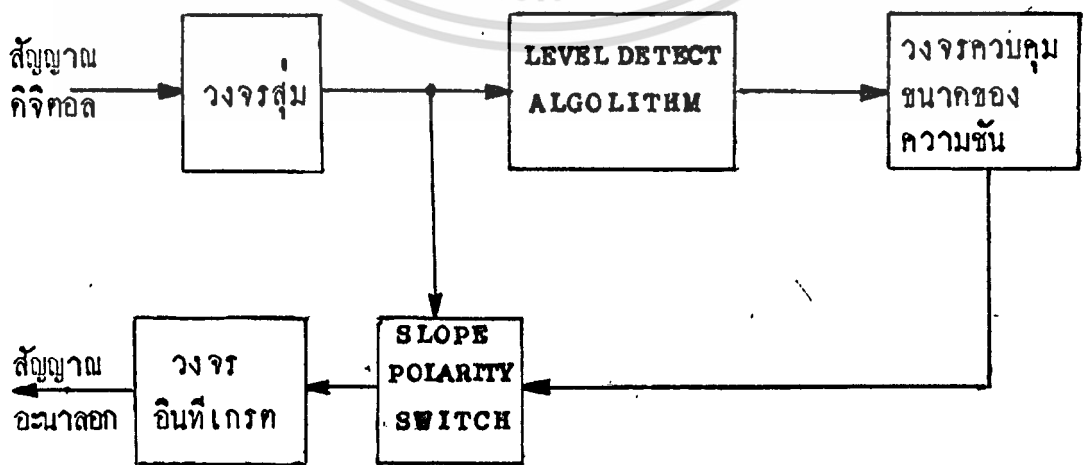 สัญญาณ
ดิจิตอล
วงจรสุ่ม
LEVEL DETECT
ALGOLITHM
วงจรควบคุม
ขนาดของ
ความชัน
สัญญาณ
อะนาลอก
วงจร
อินทีเกรต
SLOPE
POLARITY
SWITCH